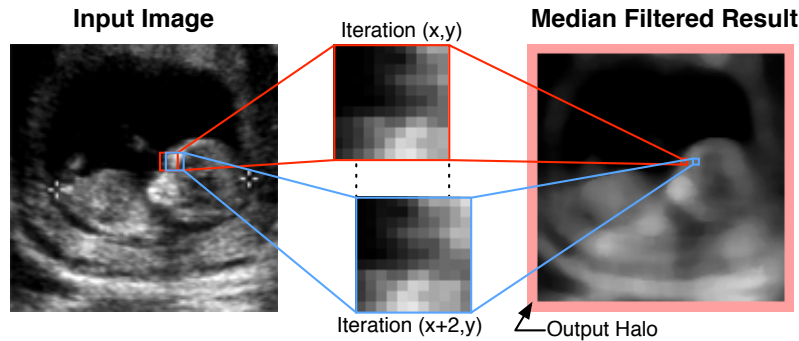 Input Image
Iteration (x,y)
Median Filtered Result
Iteration (x+2,y)
Output Halo